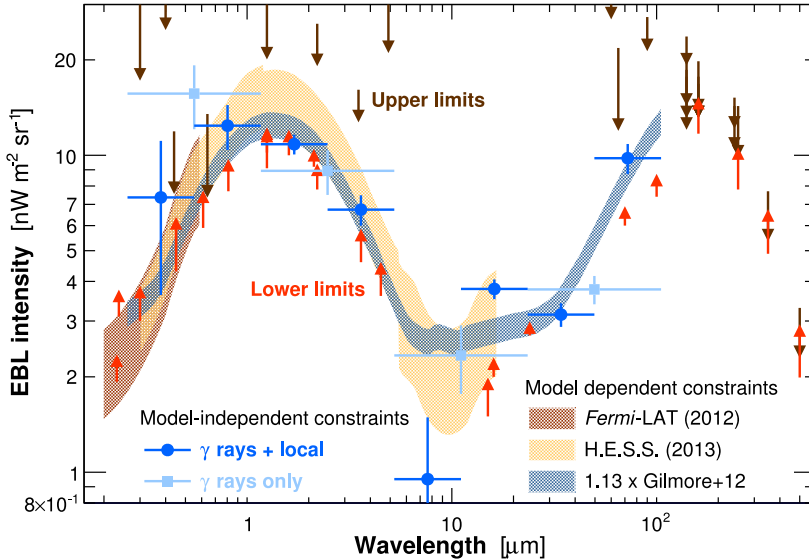 EBL intensity [nW m⁻² sr⁻¹]
20
10
7
6
5
4
3
2
1
8×10⁻¹
Upper limits
Lower limits
Model-independent constraints
γ rays + local
γ rays only
Model dependent constraints
Fermi-LAT (2012)
H.E.S.S. (2013)
1.13 x Gilmore+12
1
10
10²
Wavelength [μm]